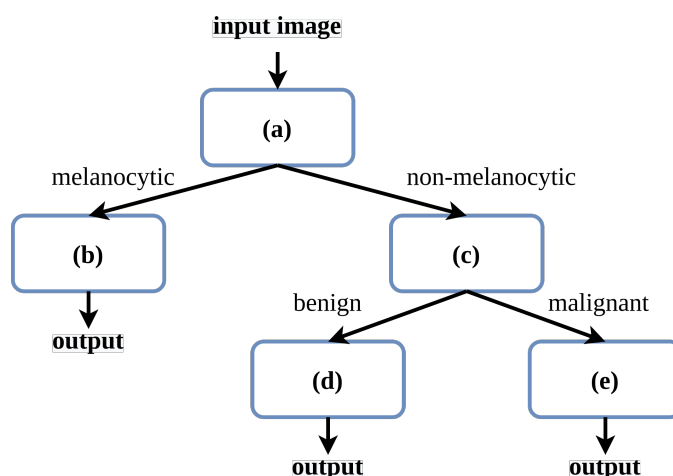 input image
(a)
melanocytic
non-melanocytic
(b)
(c)
output
benign
malignant
(d)
(e)
output
output